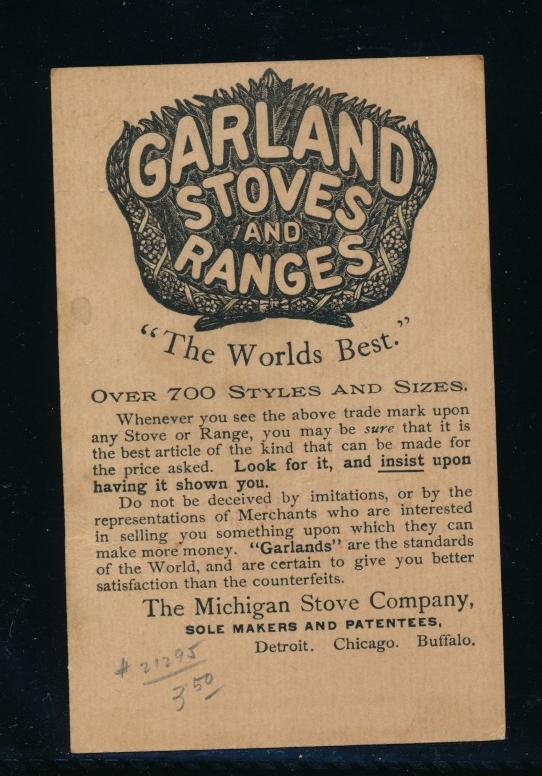 GARLAND
STOVES
AND
RANGES
"The Worlds Best."
OVER 700 STYLES AND SIZES.
Whenever you see the above trade mark upon
any Stove or Range, you may be sure that it is
the best article of the kind that can be made for
the price asked. Look for it, and insist upon
having it shown you.
Do not be deceived by imitations, or by the
representations of Merchants who are interested
in selling you something upon which they can
make more money. "Garlands" are the standards
of the World, and are certain to give you better
satisfaction than the counterfeits.
The Michigan Stove Company,
SOLE MAKERS AND PATENTEES,
Detroit. Chicago. Buffalo.
# 21295
3 50